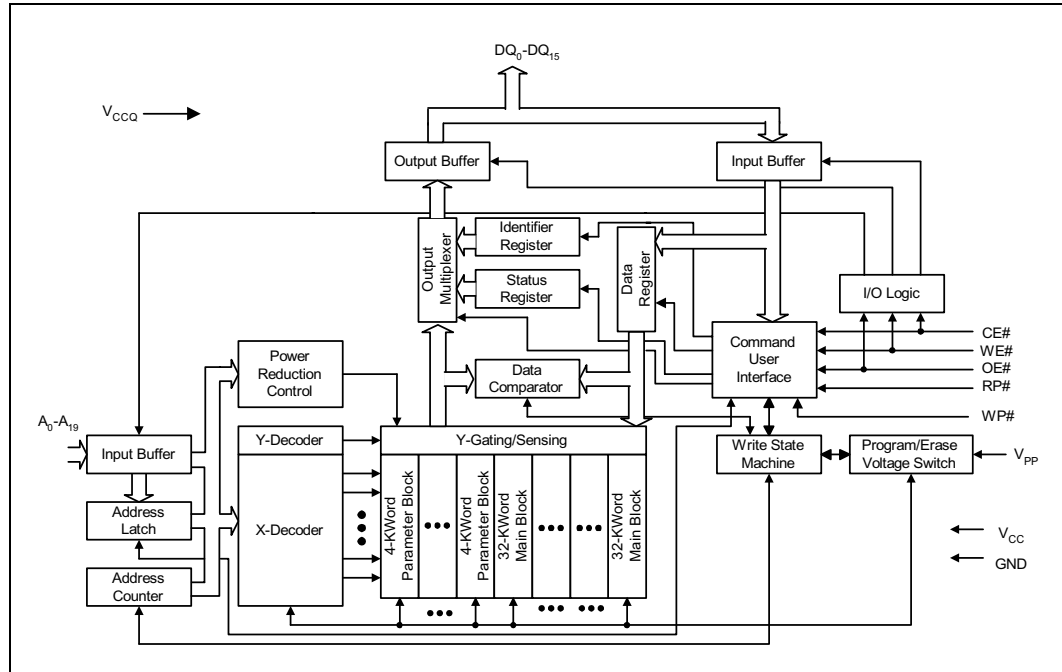 DQ0-DQ15
VCCQ
Output Buffer
Input Buffer
Output
Multiplexer
Identifier
Register
Status
Register
Data
Register
I/O Logic
Command
User
Interface
CE#
WE#
OE#
RP#
WP#
Power
Reduction
Control
Data
Comparator
A0-A19
Input Buffer
Y-Decoder
Y-Gating/Sensing
Write State
Machine
Program/Erase
Voltage Switch
VPP
Address
Latch
X-Decoder
4-KWord
Parameter Block
4-KWord
Parameter Block
32-KWord
Main Block
32-KWord
Main Block
VCC
GND
Address
Counter